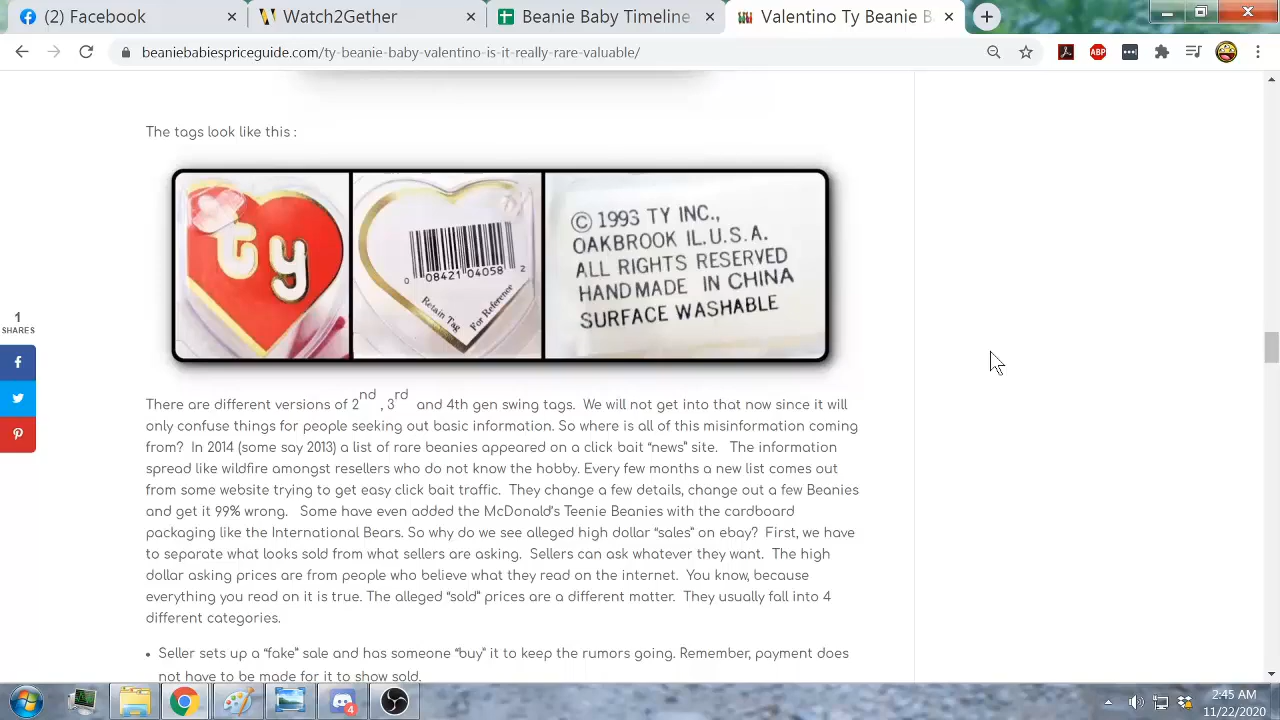 (2) Facebook
Watch2Gether
Beanie Baby Timeline
Valentino Ty Beanie B
beaniebabiespriceguide.com/ty-beanie-baby-valentino-is-it-really-rare-valuable/
ABP
The tags look like this :
ty
0 08421 04058 2
Retain Tag
For Reference
© 1993 TY INC.,
OAKBROOK IL. U.S.A.
ALL RIGHTS RESERVED
HANDMADE IN CHINA
SURFACE WASHABLE
1
SHARES
There are different versions of 2nd , 3rd and 4th gen swing tags. We will not get into that now since it will
only confuse things for people seeking out basic information. So where is all of this misinformation coming
from? In 2014 (some say 2013) a list of rare beanies appeared on a click bait “news” site. The information
spread like wildfire amongst resellers who do not know the hobby. Every few months a new list comes out
from some website trying to get easy click bait traffic. They change a few details, change out a few Beanies
and get it 99% wrong. Some have even added the McDonald’s Teenie Beanies with the cardboard
packaging like the International Bears. So why do we see alleged high dollar “sales” on ebay? First, we have
to separate what looks sold from what sellers are asking. Sellers can ask whatever they want. The high
dollar asking prices are from people who believe what they read on the internet. You know, because
everything you read on it is true. The alleged “sold” prices are a different matter. They usually fall into 4
different categories.
• Seller sets up a “fake” sale and has someone “buy” it to keep the rumors going. Remember, payment does
not have to be made for it to show sold.
4
2:45 AM
11/22/2020